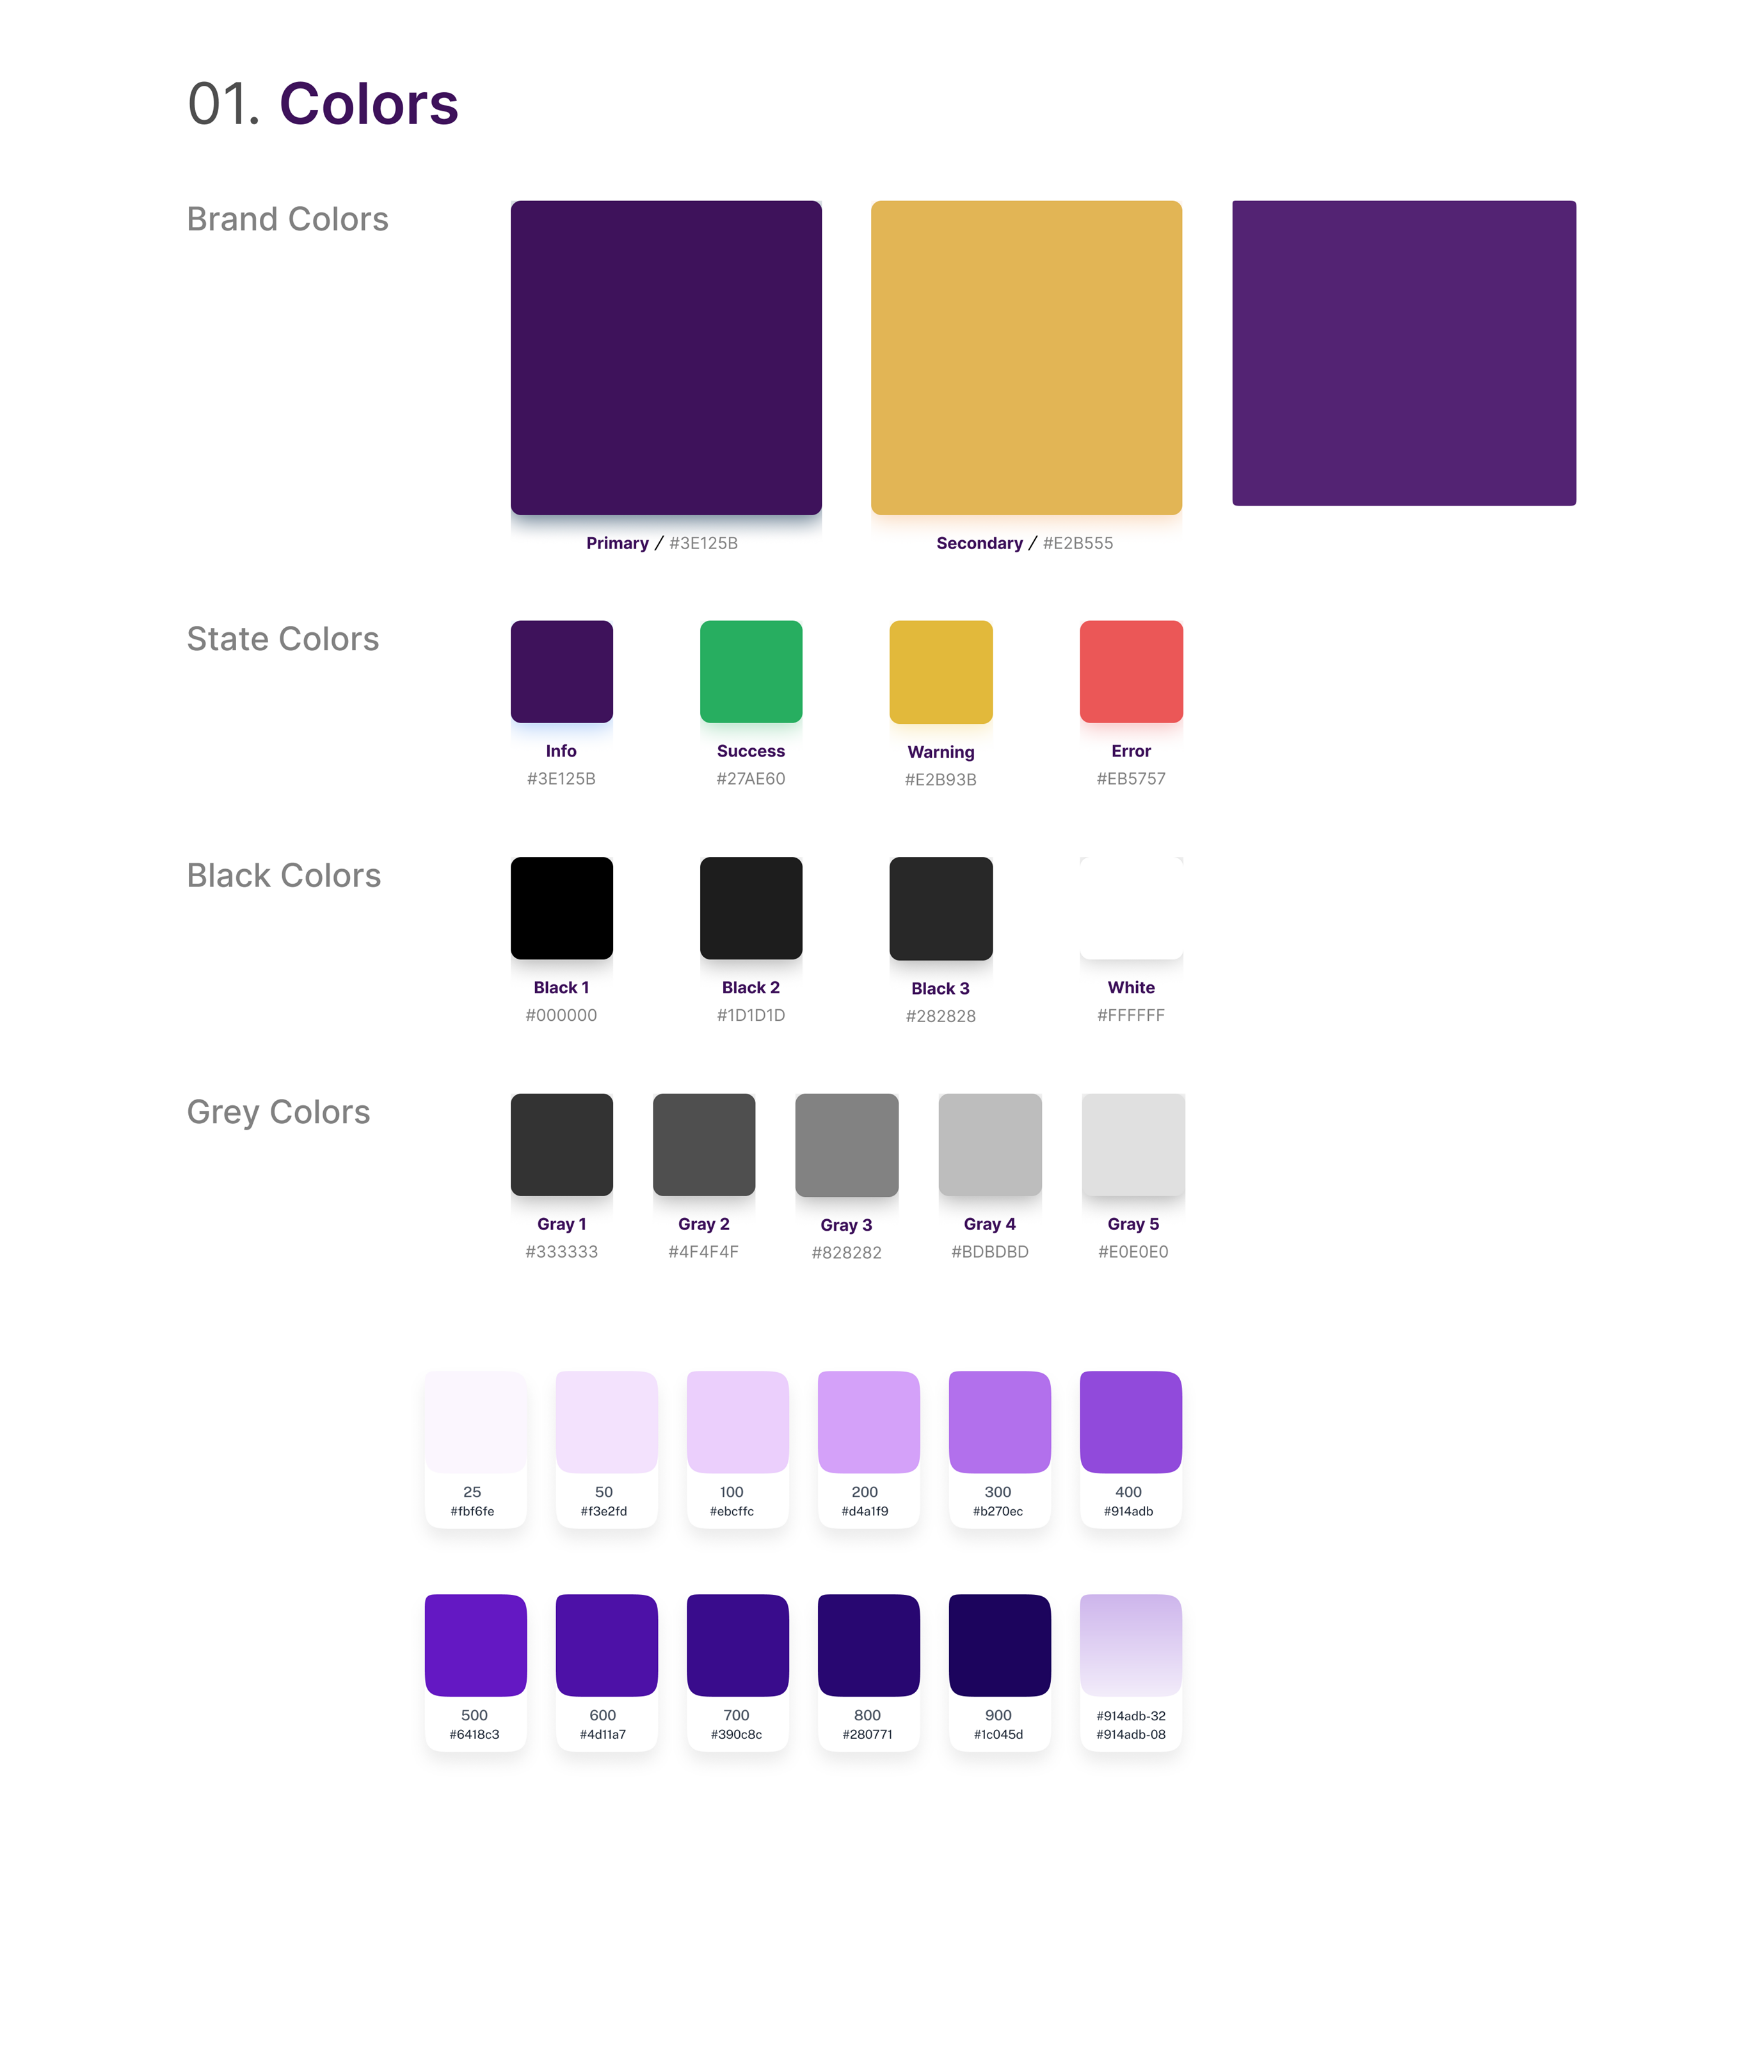 01. Colors
Brand Colors
Primary / #3E125B
Secondary / #E2B555
State Colors
Info
#3E125B
Success
#27AE60
Warning
#E2B93B
Error
#EB5757
Black Colors
Black 1
#000000
Black 2
#1D1D1D
Black 3
#282828
White
#FFFFFF
Grey Colors
Gray 1
#333333
Gray 2
#4F4F4F
Gray 3
#828282
Gray 4
#BDBDBD
Gray 5
#E0E0E0
25
#fbf6fe
50
#f3e2fd
100
#ebcffc
200
#d4a1f9
300
#b270ec
400
#914adb
500
#6418c3
600
#4d11a7
700
#390c8c
800
#280771
900
#1c045d
#914adb-32
#914adb-08